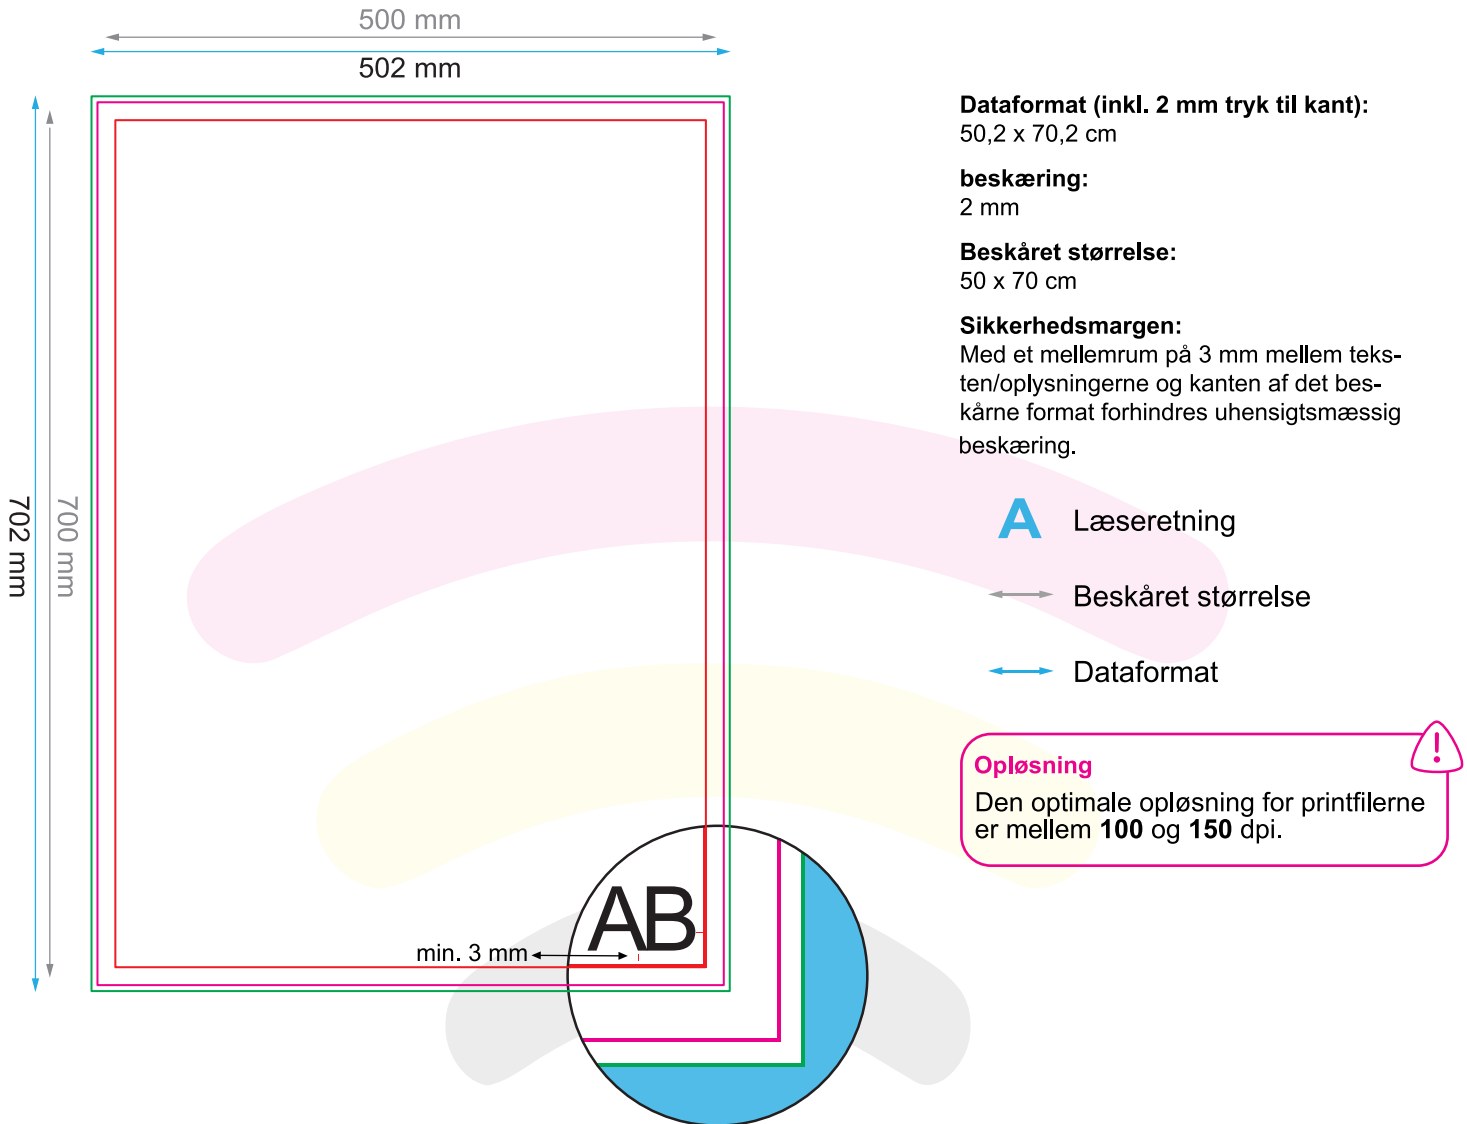 500 mm
502 mm
702 mm
700 mm
Dataformat (inkl. 2 mm tryk til kant):
50,2 x 70,2 cm
beskæring:
2 mm
Beskåret størrelse:
50 x 70 cm
Sikkerhedsmargen:
Med et mellemrum på 3 mm mellem teks-
ten/oplysningerne og kanten af det bes-
kårne format forhindres uhensigtsmæssig
beskæring.
A Læseretning
Beskåret størrelse
Dataformat
!
Opløsning
Den optimale opløsning for printfilerne
er mellem 100 og 150 dpi.
AB
min. 3 mm